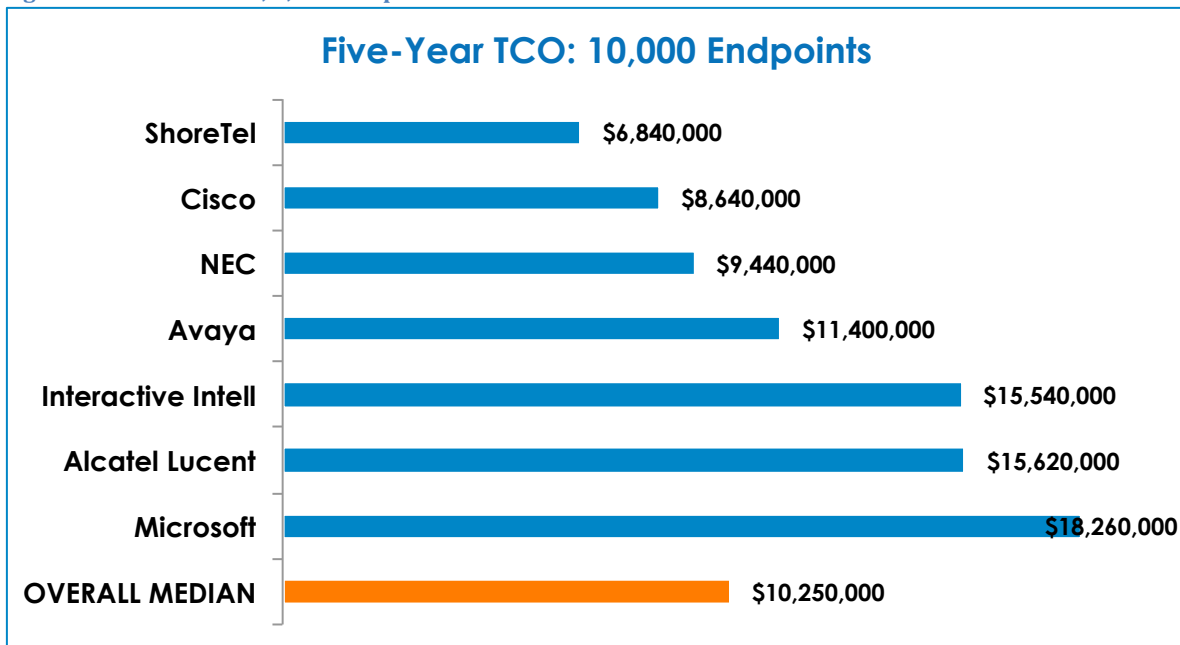 Five-Year TCO: 10,000 Endpoints
ShoreTel $6,840,000
Cisco $8,640,000
NEC $9,440,000
Avaya $11,400,000
Interactive Intell $15,540,000
Alcatel Lucent $15,620,000
Microsoft $18,260,000
OVERALL MEDIAN $10,250,000